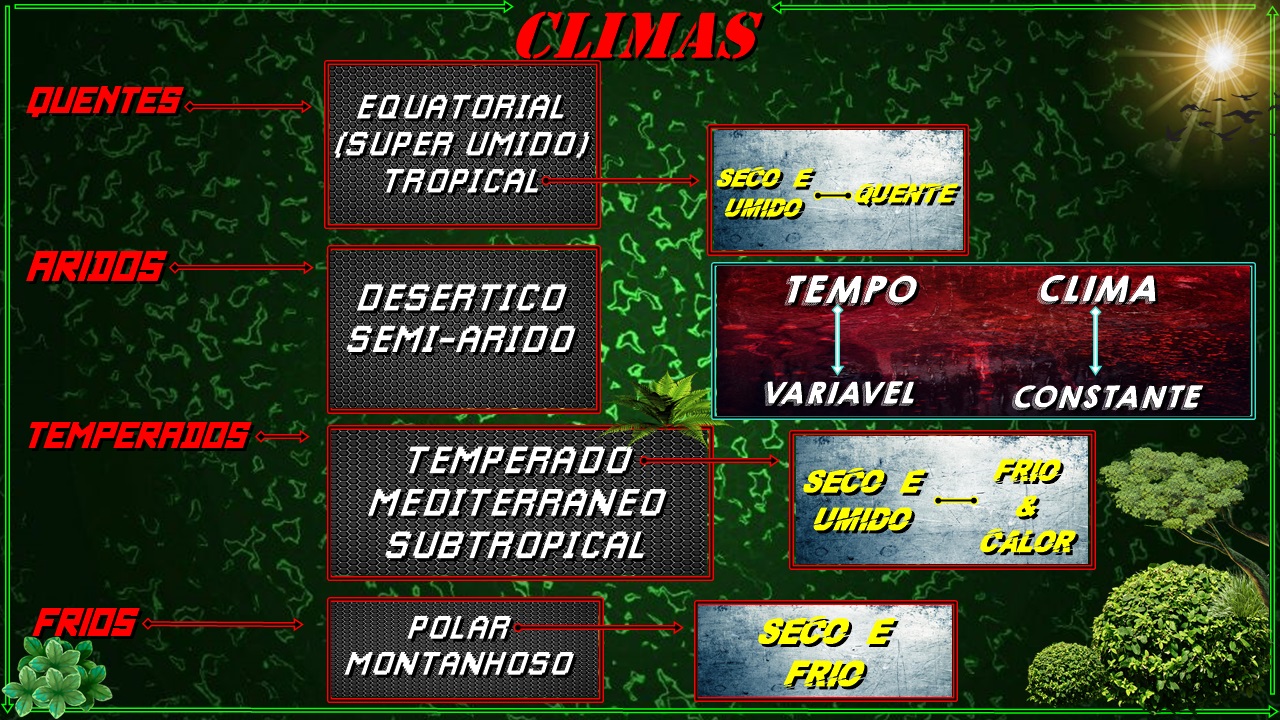 CLIMAS
QUENTES
EQUATORIAL
(SUPER UMIDO)
TROPICAL
SECO E
UMIDO
QUENTE
ARIDOS
DESERTICO
SEMI-ARIDO
TEMPO
CLIMA
VARIAVEL
CONSTANTE
TEMPERADOS
TEMPERADO
MEDITERRANEO
SUBTROPICAL
SECO E
UMIDO
FRIO
&
CALOR
FRIOS
POLAR
MONTANHOSO
SECO E
FRIO